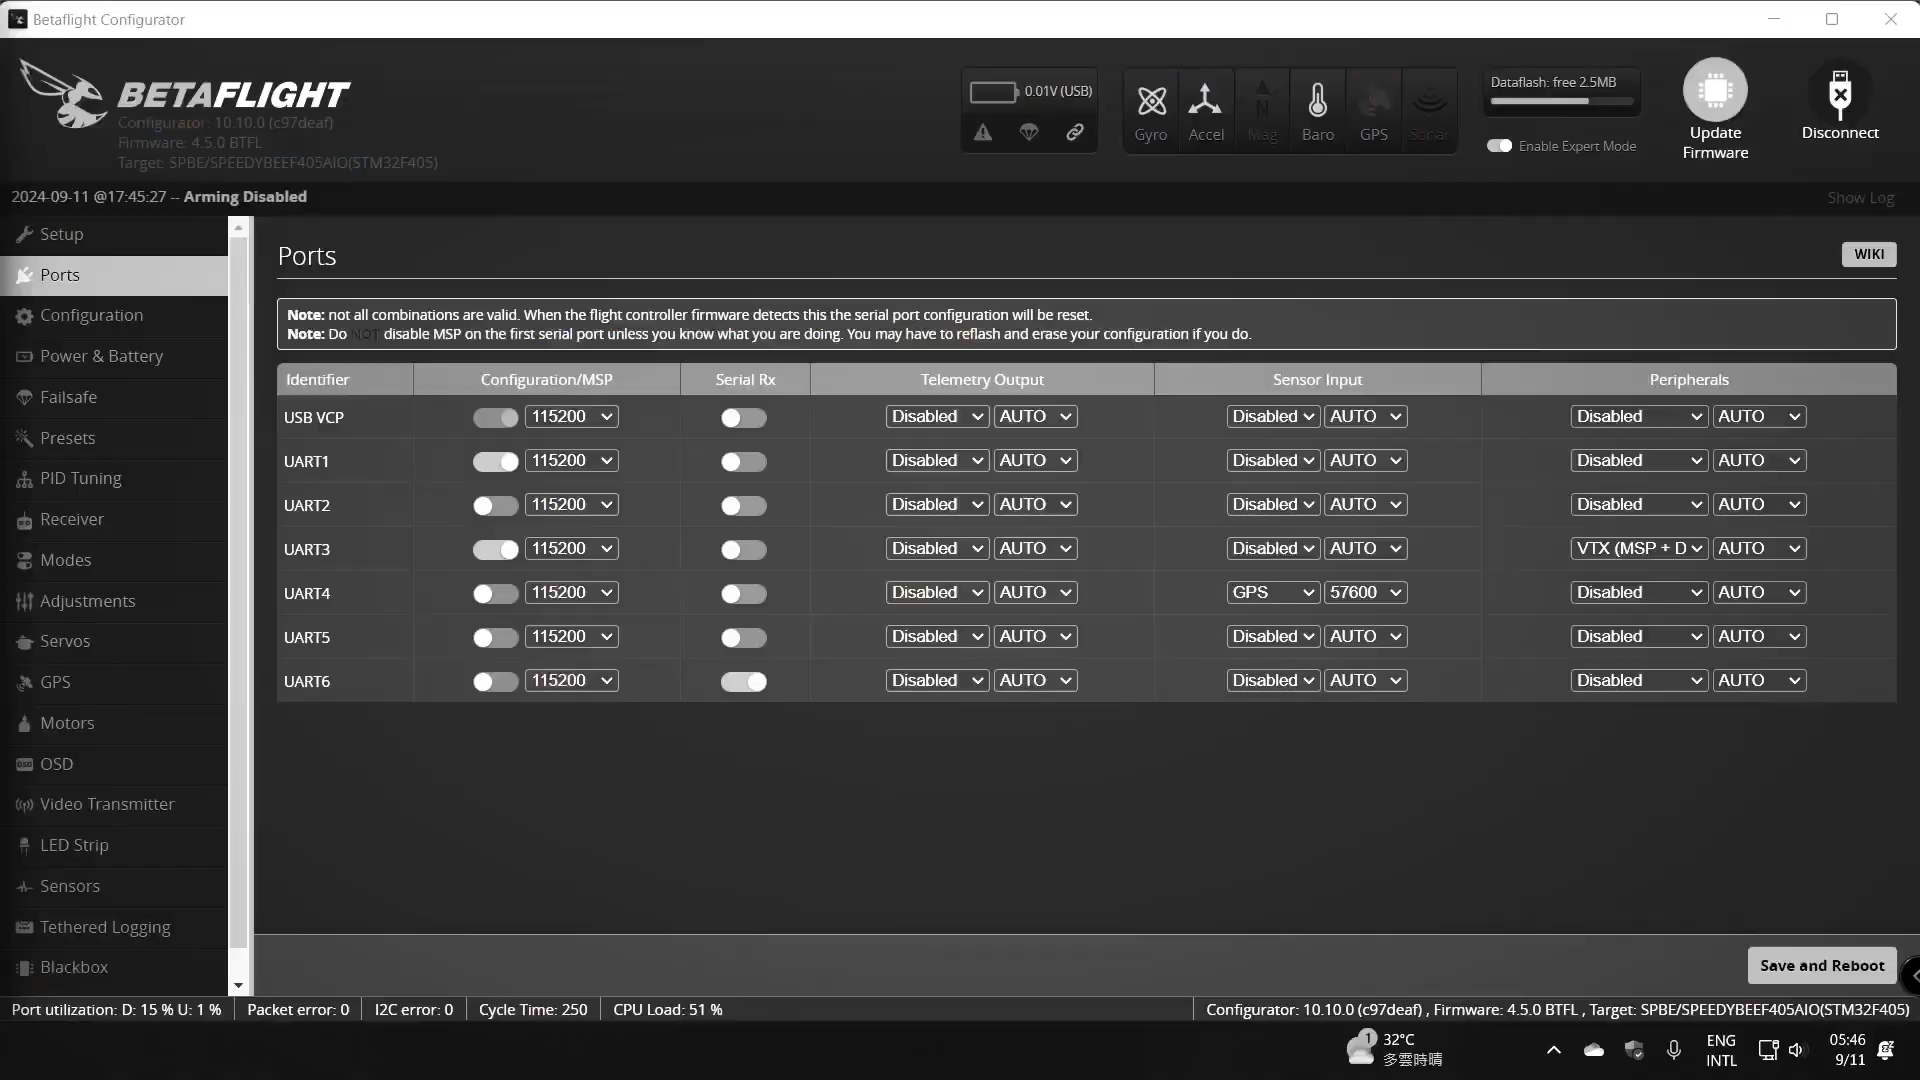 Betaflight Configurator
BETAFLIGHT
Configurator: 10.10.0 (c97deaf)
Firmware: 4.5.0 BTFL
Target: SPBE/SPEEDYBEEF405AIO(STM32F405)
0.01V (USB)
Gyro Accel Mag Baro GPS Sonar
Dataflash: free 2.5MB
Enable Expert Mode
Update
Firmware
Disconnect
2024-09-11 @17:45:27 -- Arming Disabled
Show Log
Setup
Ports
Configuration
Power & Battery
Failsafe
Presets
PID Tuning
Receiver
Modes
Adjustments
Servos
GPS
Motors
OSD
Video Transmitter
LED Strip
Sensors
Tethered Logging
Blackbox
Ports
WIKI
Note: not all combinations are valid. When the flight controller firmware detects this the serial port configuration will be reset.
Note: Do NOT disable MSP on the first serial port unless you know what you are doing. You may have to reflash and erase your configuration if you do.
Identifier Configuration/MSP Serial Rx Telemetry Output Sensor Input Peripherals
USB VCP 115200 Disabled AUTO Disabled AUTO Disabled AUTO
UART1 115200 Disabled AUTO Disabled AUTO Disabled AUTO
UART2 115200 Disabled AUTO Disabled AUTO Disabled AUTO
UART3 115200 Disabled AUTO Disabled AUTO VTX (MSP + D AUTO
UART4 115200 Disabled AUTO GPS 57600 Disabled AUTO
UART5 115200 Disabled AUTO Disabled AUTO Disabled AUTO
UART6 115200 Disabled AUTO Disabled AUTO Disabled AUTO
Save and Reboot
Port utilization: D: 15 % U: 1 % Packet error: 0 I2C error: 0 Cycle Time: 250 CPU Load: 51 %
Configurator: 10.10.0 (c97deaf) , Firmware: 4.5.0 BTFL , Target: SPBE/SPEEDYBEEF405AIO(STM32F405)
1
32°C
多雲時晴
ENG
INTL
05:46
9/11